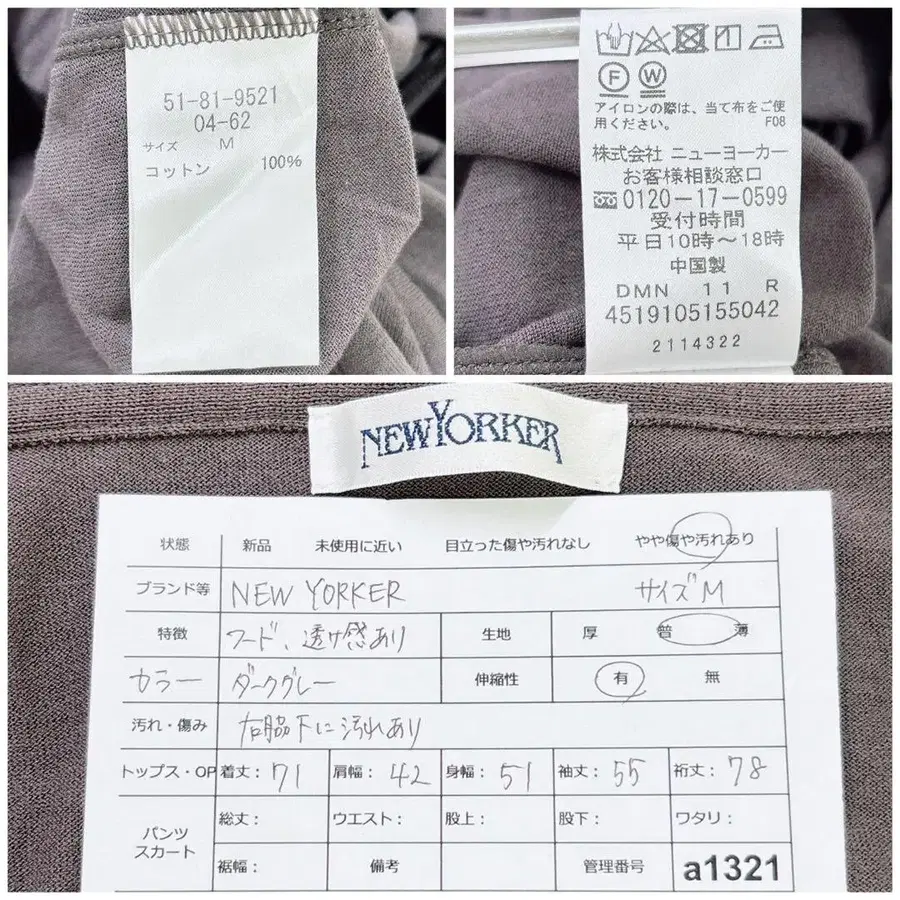 51-81-9521
04-62
サイズ M
コットン 100%
F W
アイロンの際は、当て布をご使
用ください。 F08
株式会社 ニューヨーカー
お客様相談窓口
0120-17-0599
受付時間
平日10時～18時
中国製
DMN 11 R
4519105155042
2114322
NEWYORKER
状態 新品 未使用に近い 目立った傷や汚れなし やや傷や汚れあり
ブランド等 NEW YORKER サイズM
特徴 フード、透け感あり 生地 厚 普 薄
カラー ダークグレー 伸縮性 有 無
汚れ・傷み 右脇下に汚れあり
トップス・OP 着丈：71 肩幅：42 身幅：51 袖丈：55 裄丈：78
パンツ
スカート
総丈： ウエスト： 股上： 股下： ワタリ：
裾幅： 備考 管理番号 a1321